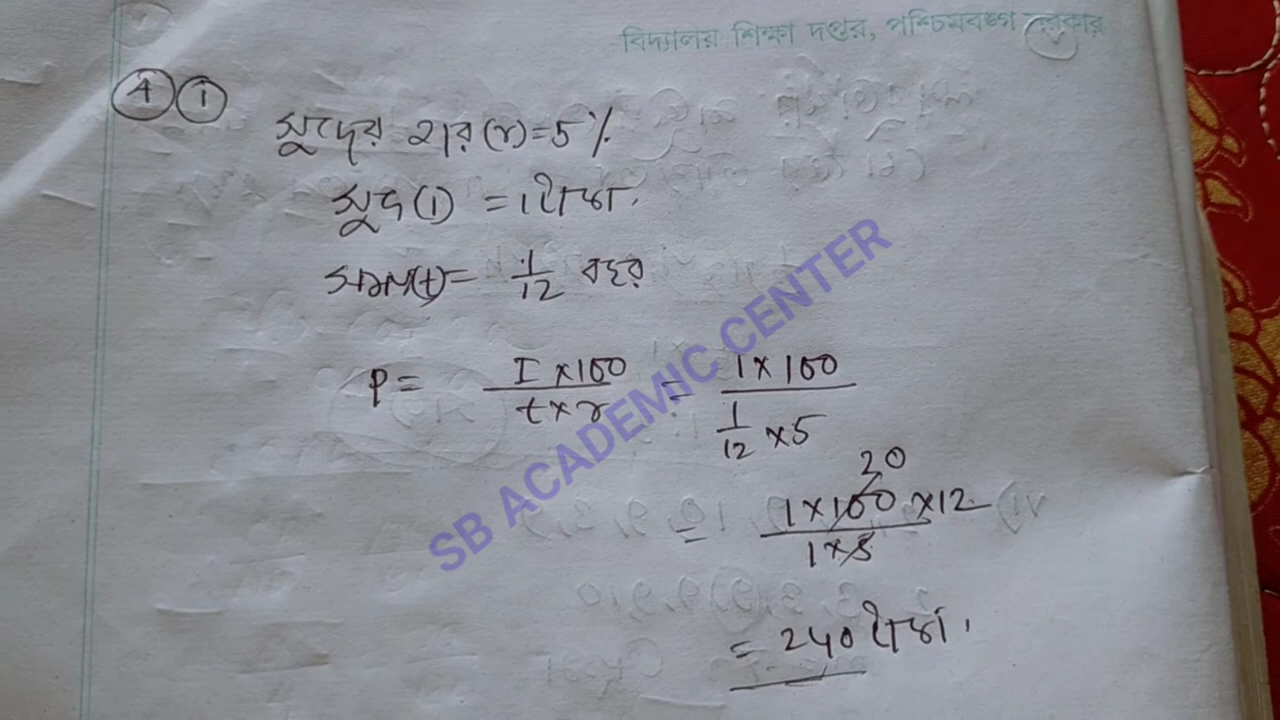 বিদ্যালয় শিক্ষা দপ্তর, পশ্চিমবঙ্গ সরকার
4 i
সুদের হার (r) = 5 %
সুদ (I) = 1 টাকা.
সময় (t) = 1/12 বছর
P = I × 100 / t × r = 1 × 100 / 1/12 × 5
20
= 1 × 100 × 12 / 1 × 5
= 240 টাকা।
SB ACADEMIC CENTER